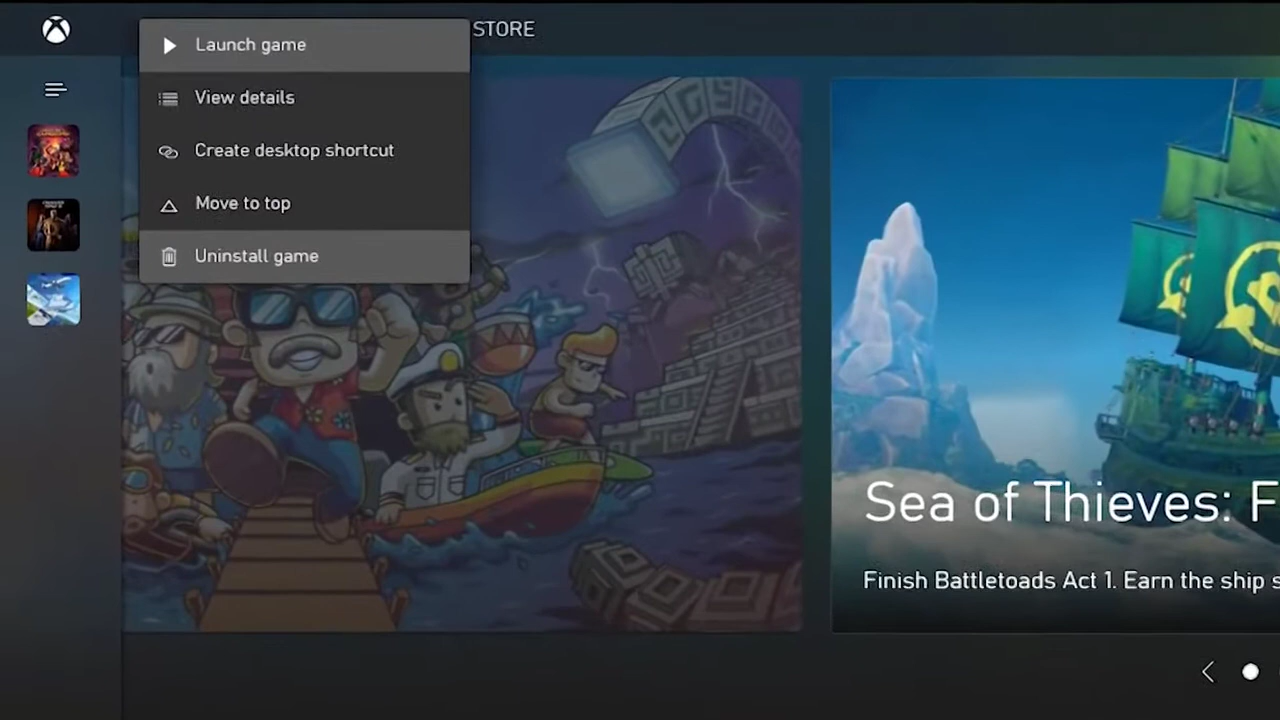 STORE
Launch game
View details
Create desktop shortcut
Move to top
Uninstall game
Sea of Thieves: F
Finish Battletoads Act 1. Earn the ship s